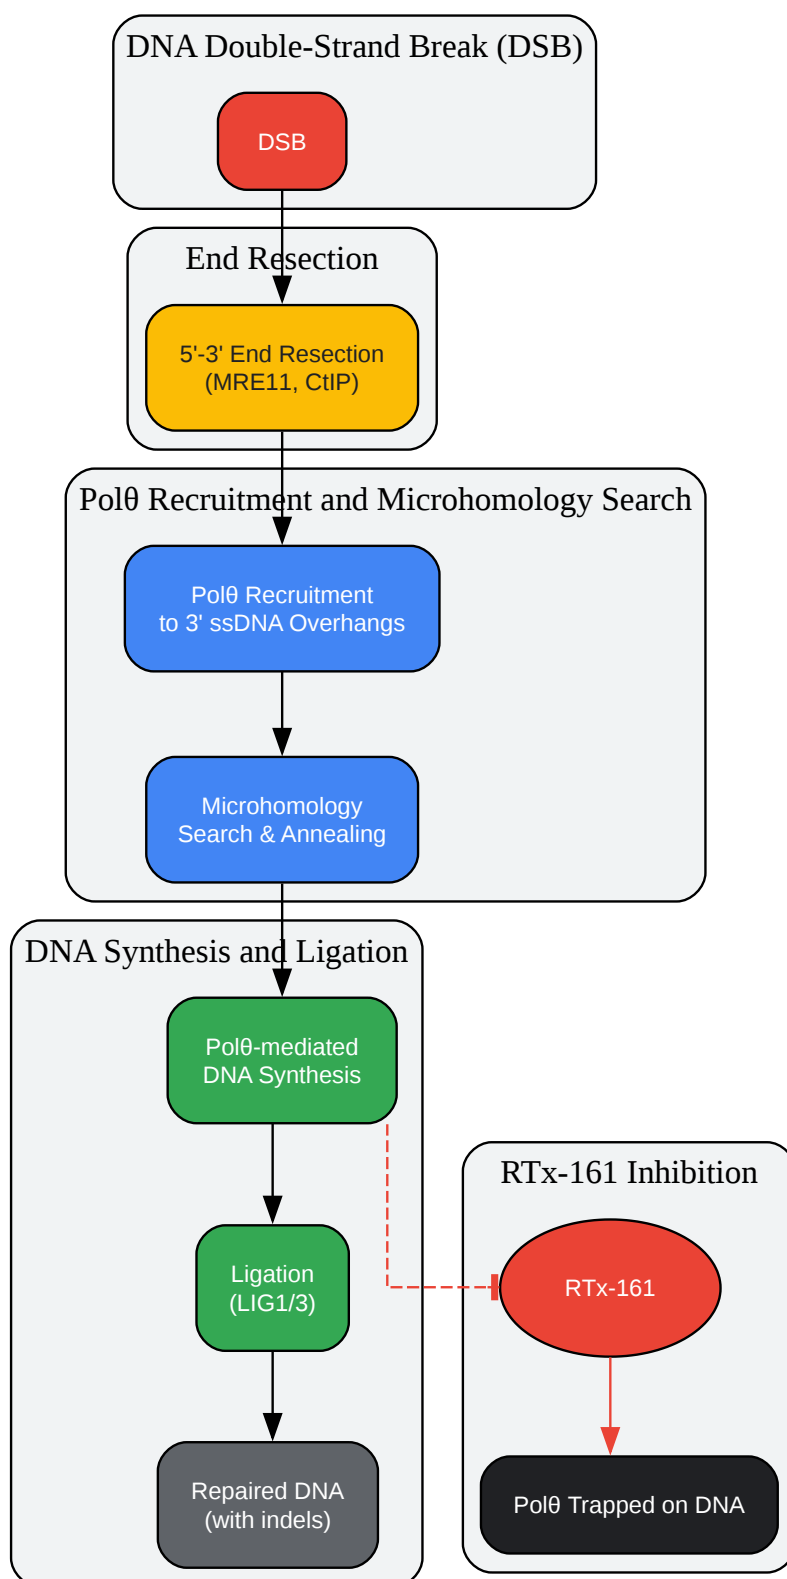 DNA Double-Strand Break (DSB)
DSB
End Resection
5'-3' End Resection
(MRE11, CtIP)
Polθ Recruitment and Microhomology Search
Polθ Recruitment
to 3' ssDNA Overhangs
Microhomology
Search & Annealing
DNA Synthesis and Ligation
Polθ-mediated
DNA Synthesis
Ligation
(LIG1/3)
Repaired DNA
(with indels)
RTx-161 Inhibition
RTx-161
Polθ Trapped on DNA